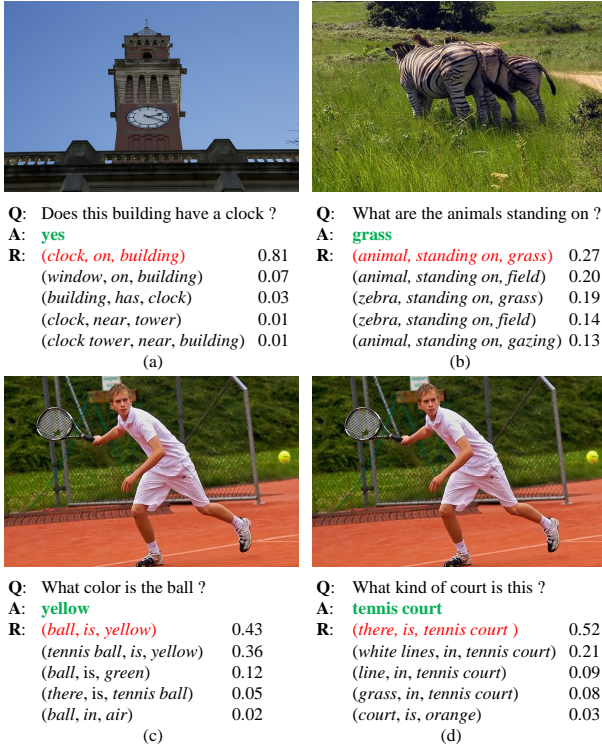 Q: Does this building have a clock ?
A: yes
R: (clock, on, building) 0.81
(window, on, building) 0.07
(building, has, clock) 0.03
(clock, near, tower) 0.01
(clock tower, near, building) 0.01
(a)
Q: What are the animals standing on ?
A: grass
R: (animal, standing on, grass) 0.27
(animal, standing on, field) 0.20
(zebra, standing on, grass) 0.19
(zebra, standing on, field) 0.14
(animal, standing on, gazing) 0.13
(b)
Q: What color is the ball ?
A: yellow
R: (ball, is, yellow) 0.43
(tennis ball, is, yellow) 0.36
(ball, is, green) 0.12
(there, is, tennis ball) 0.05
(ball, in, air) 0.02
(c)
Q: What kind of court is this ?
A: tennis court
R: (there, is, tennis court ) 0.52
(white lines, in, tennis court) 0.21
(line, in, tennis court) 0.09
(grass, in, tennis court) 0.08
(court, is, orange) 0.03
(d)